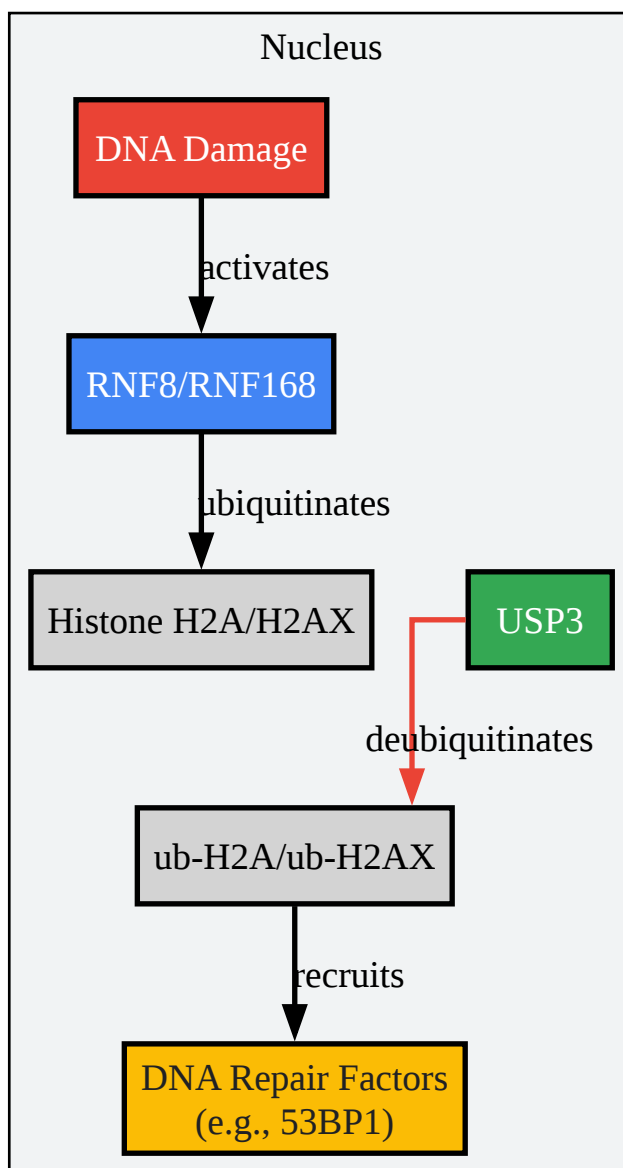 Nucleus
DNA Damage
activates
RNF8/RNF168
ubiquitinates
Histone H2A/H2AX
USP3
deubiquitinates
ub-H2A/ub-H2AX
recruits
DNA Repair Factors
(e.g., 53BP1)